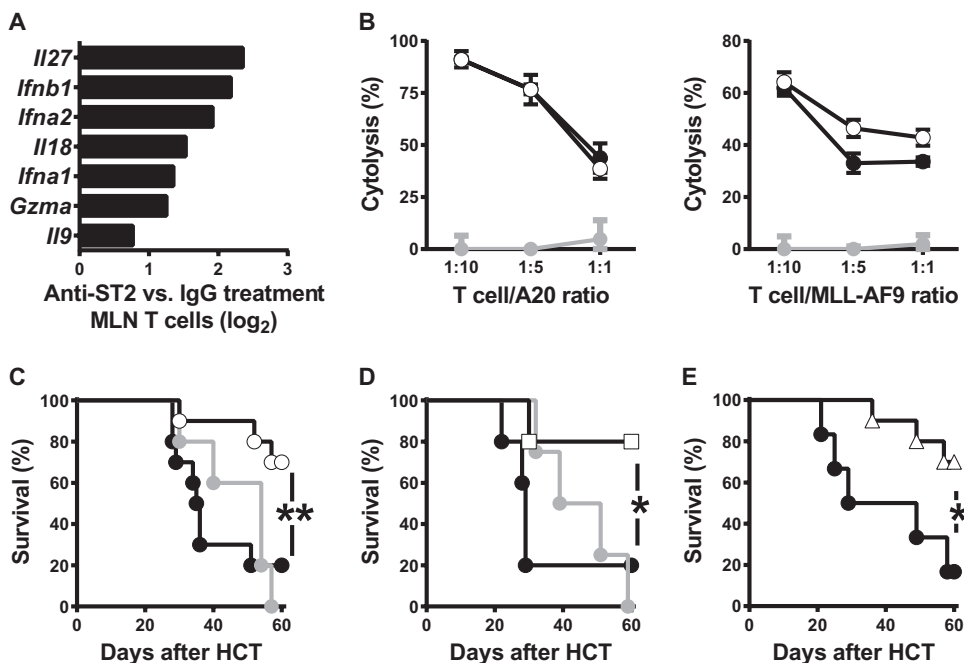 A
Il27
Ifnb1
Ifna2
Il18
Ifna1
Gzma
Il9
0 1 2 3
Anti-ST2 vs. IgG treatment
MLN T cells (log2)
B
Cytolysis (%)
100
75
50
25
0
1:10 1:5 1:1
T cell/A20 ratio
Cytolysis (%)
80
60
40
20
0
1:10 1:5 1:1
T cell/MLL-AF9 ratio
C
Survival (%)
100
80
60
40
20
0
0 20 40 60
Days after HCT
**
D
Survival (%)
100
80
60
40
20
0
0 20 40 60
Days after HCT
*
E
Survival (%)
100
80
60
40
20
0
0 20 40 60
Days after HCT
*